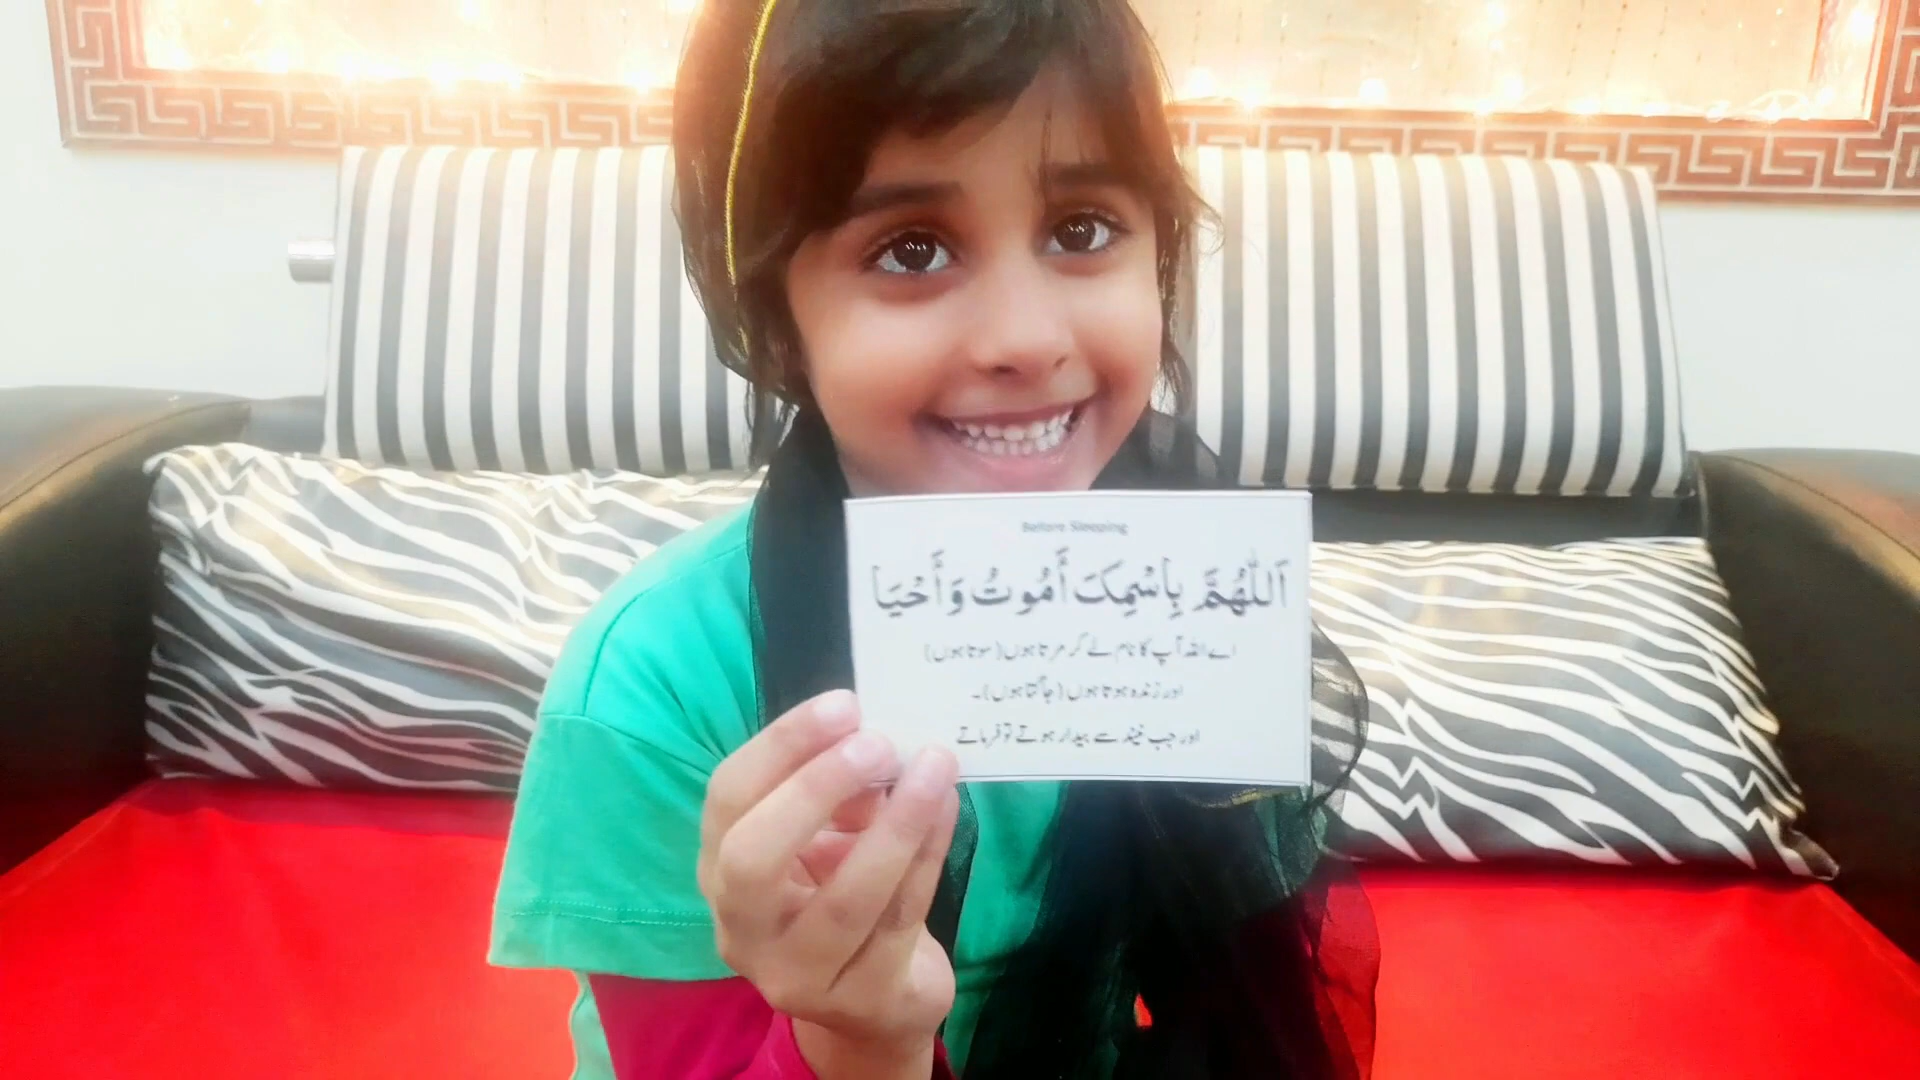 Before Sleeping
اَللّٰهُمَّ بِاسْمِکَ أَمُوتُ وَأَحْيَا
اے اللہ آپ کا نام لے کر مرتا ہوں (سوتا ہوں)
اور زندہ ہوتا ہوں (جاگتا ہوں)۔
اور جب نیند سے بیدار ہوتے تو فرماتے